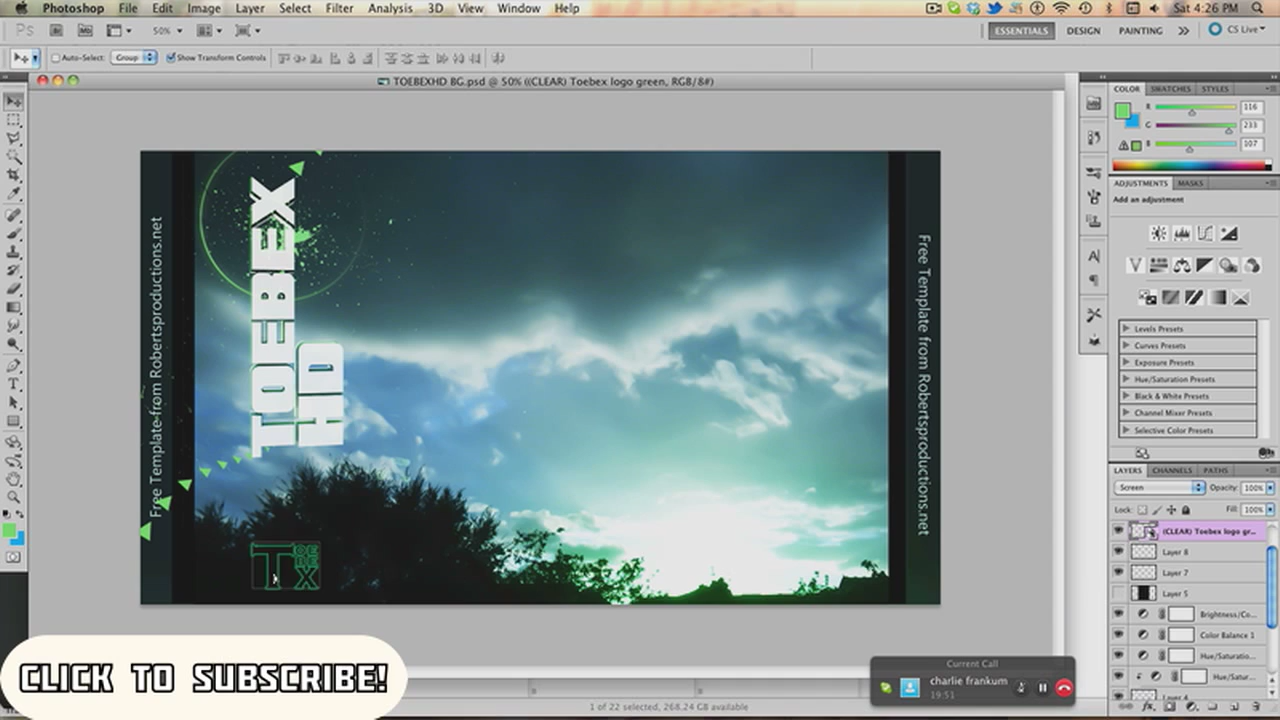 Photoshop File Edit Image Layer Select Filter Analysis 3D View Window Help
Sat 4:26 PM
Ps Br Mb 50%
ESSENTIALS DESIGN PAINTING CS Live
Auto-Select: Group Show Transform Controls
TOEBEXHD BG.psd @ 50% ((CLEAR) Toebex logo green, RGB/8#)
COLOR SWATCHES STYLES
R 116
G 233
B 107
ADJUSTMENTS MASKS
Add an adjustment
Levels Presets
Curves Presets
Exposure Presets
Hue/Saturation Presets
Black & White Presets
Channel Mixer Presets
Selective Color Presets
LAYERS CHANNELS PATHS
Screen Opacity: 100%
Lock: Fill: 100%
(CLEAR) Toebex logo gr...
Layer 8
Layer 7
Layer 5
Brightness/Co...
Color Balance 1
Hue/Saturatio...
Hue/Satur...
Layer 4
Free Template from Robertsproductions.net
TOEBEX
HD
Free Template from Robertsproductions.net
TOEBEX
CLICK TO SUBSCRIBE!
Current Call
charlie frankum
19:51
1 of 22 selected, 268.24 GB available